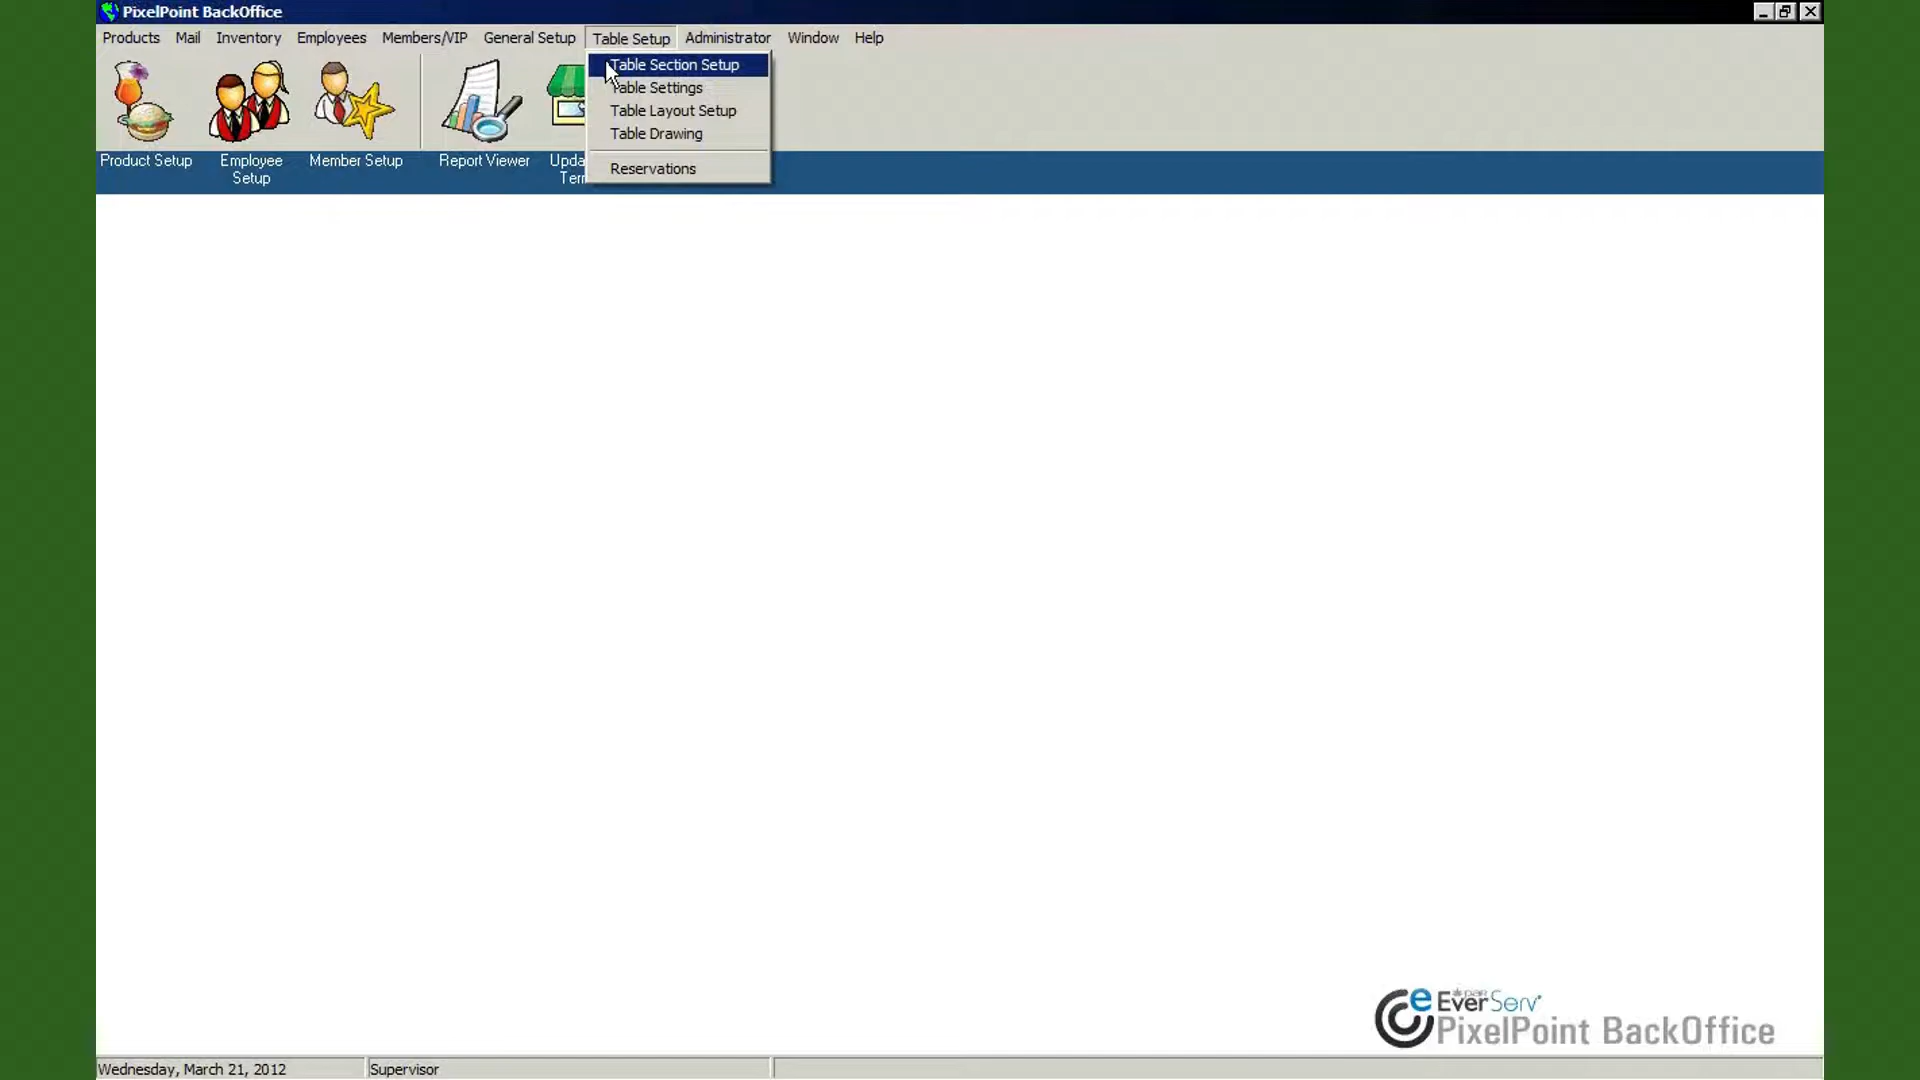 PixelPoint BackOffice
Products Mail Inventory Employees Members/VIP General Setup Table Setup Administrator Window Help
Table Section Setup
Table Settings
Table Layout Setup
Table Drawing
Reservations
Product Setup
Employee
Setup
Member Setup
Report Viewer
Upda
Tern
EverServ
PixelPoint BackOffice
Wednesday, March 21, 2012 Supervisor